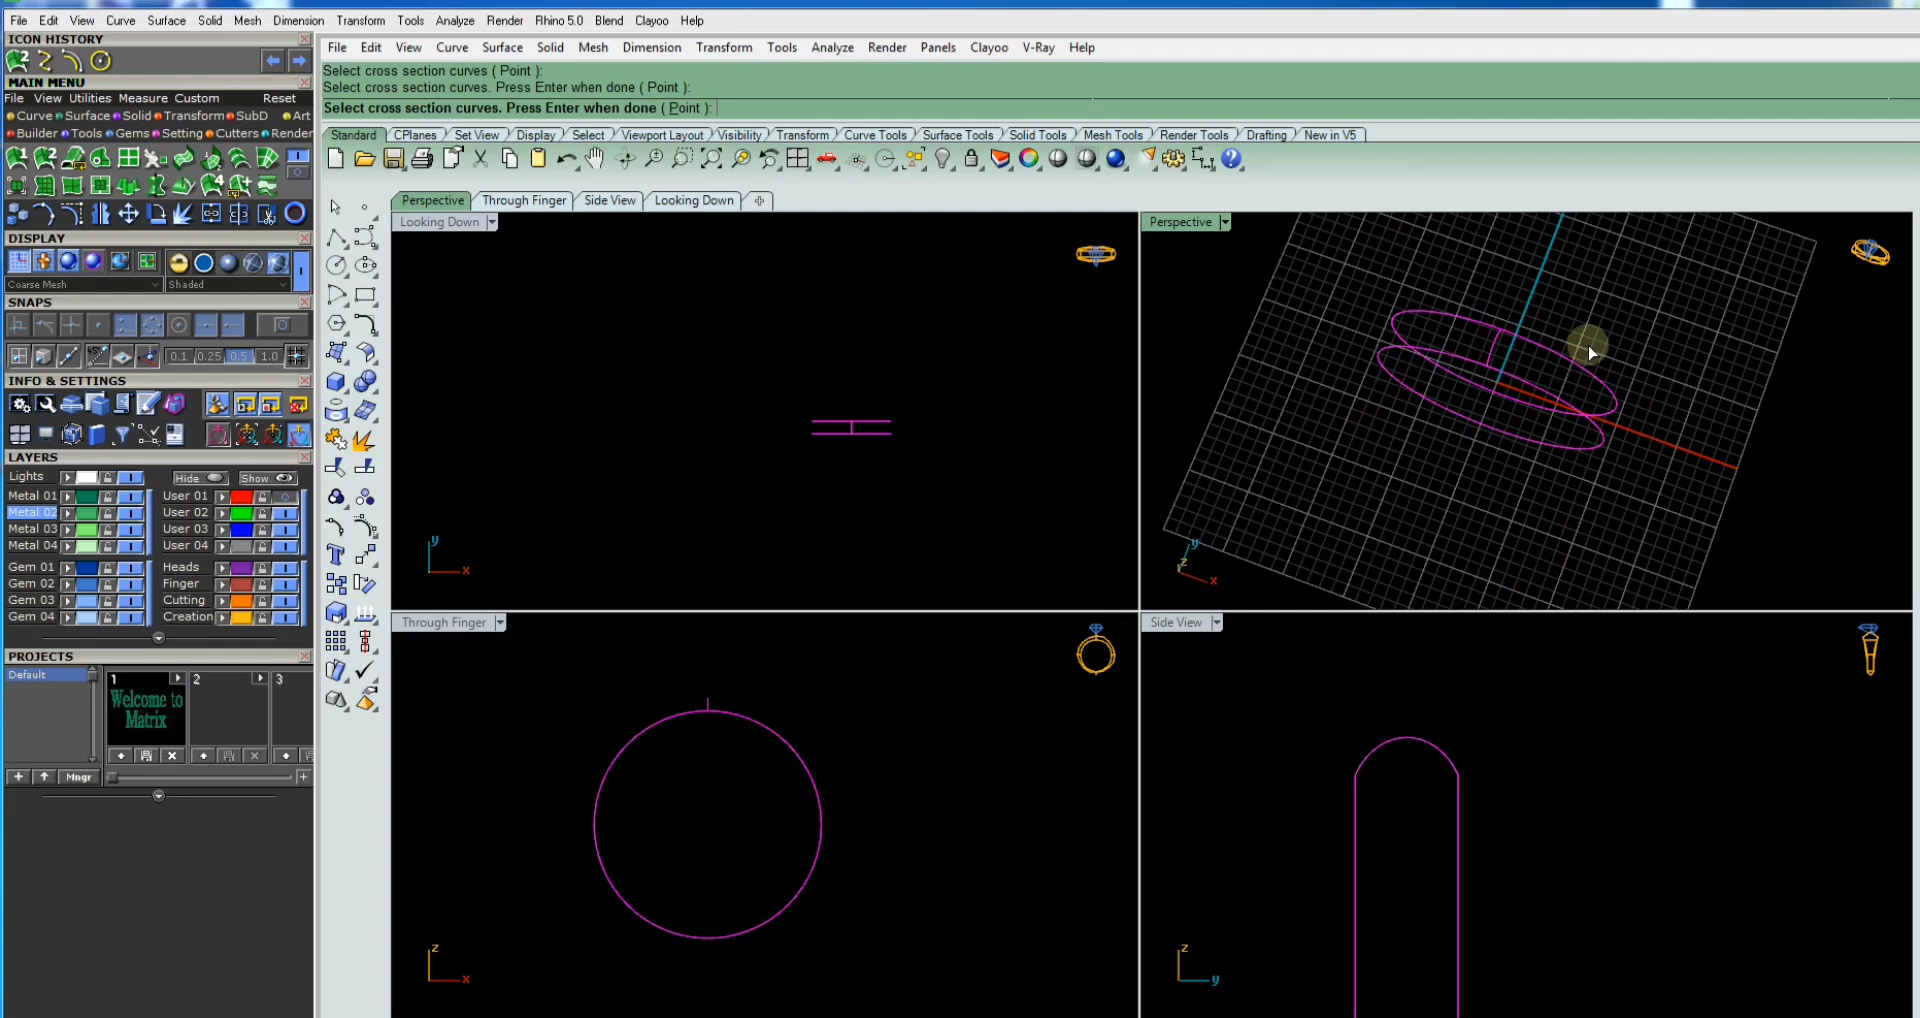 File Edit View Curve Surface Solid Mesh Dimension Transform Tools Analyze Render Rhino 5.0 Blend Clayoo Help
ICON HISTORY
MAIN MENU
File View Utilities Measure Custom Reset
Curve Surface Solid Transform SubD Art
Builder Tools Gems Setting Cutters Render
DISPLAY
Coarse Mesh Shaded
SNAPS
0.1 0.25 0.5 1.0
INFO & SETTINGS
LAYERS
Lights Hide Show
Metal 01 User 01
Metal 02 User 02
Metal 03 User 03
Metal 04 User 04
Gem 01 Heads
Gem 02 Finger
Gem 03 Cutting
Gem 04 Creation
PROJECTS
Default
1 2 3
Welcome to
Matrix
Mngr
File Edit View Curve Surface Solid Mesh Dimension Transform Tools Analyze Render Panels Clayoo V-Ray Help
Select cross section curves ( Point ):
Select cross section curves. Press Enter when done ( Point ):
Select cross section curves. Press Enter when done ( Point ):
Standard CPlanes Set View Display Select Viewport Layout Visibility Transform Curve Tools Surface Tools Solid Tools Mesh Tools Render Tools Drafting New in V5
Perspective Through Finger Side View Looking Down
Looking Down
y
x
Perspective
y
z
x
Through Finger
z
x
Side View
z
y